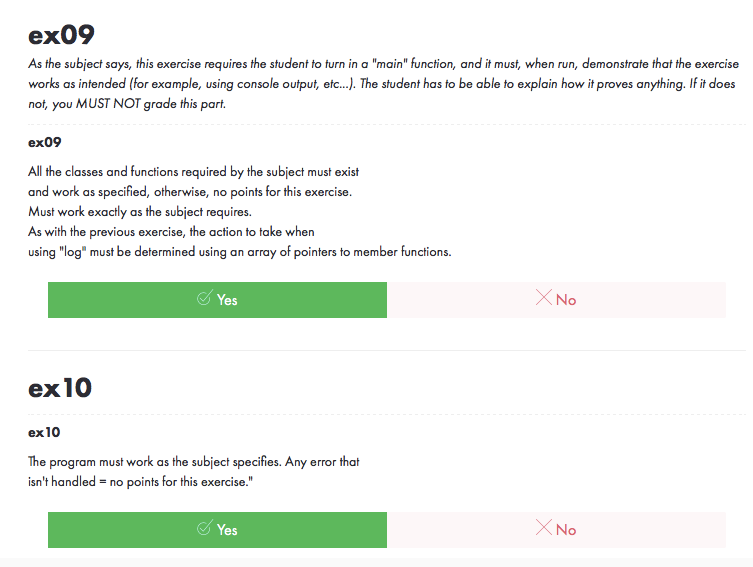 ex09
As the subject says, this exercise requires the student to turn in a "main" function, and it must, when run, demonstrate that the exercise
works as intended (for example, using console output, etc...). The student has to be able to explain how it proves anything. If it does
not, you MUST NOT grade this part.
ex09
All the classes and functions required by the subject must exist
and work as specified, otherwise, no points for this exercise.
Must work exactly as the subject requires.
As with the previous exercise, the action to take when
using "log" must be determined using an array of pointers to member functions.
Yes No
ex10
ex10
The program must work as the subject specifies. Any error that
isn't handled = no points for this exercise."
Yes No